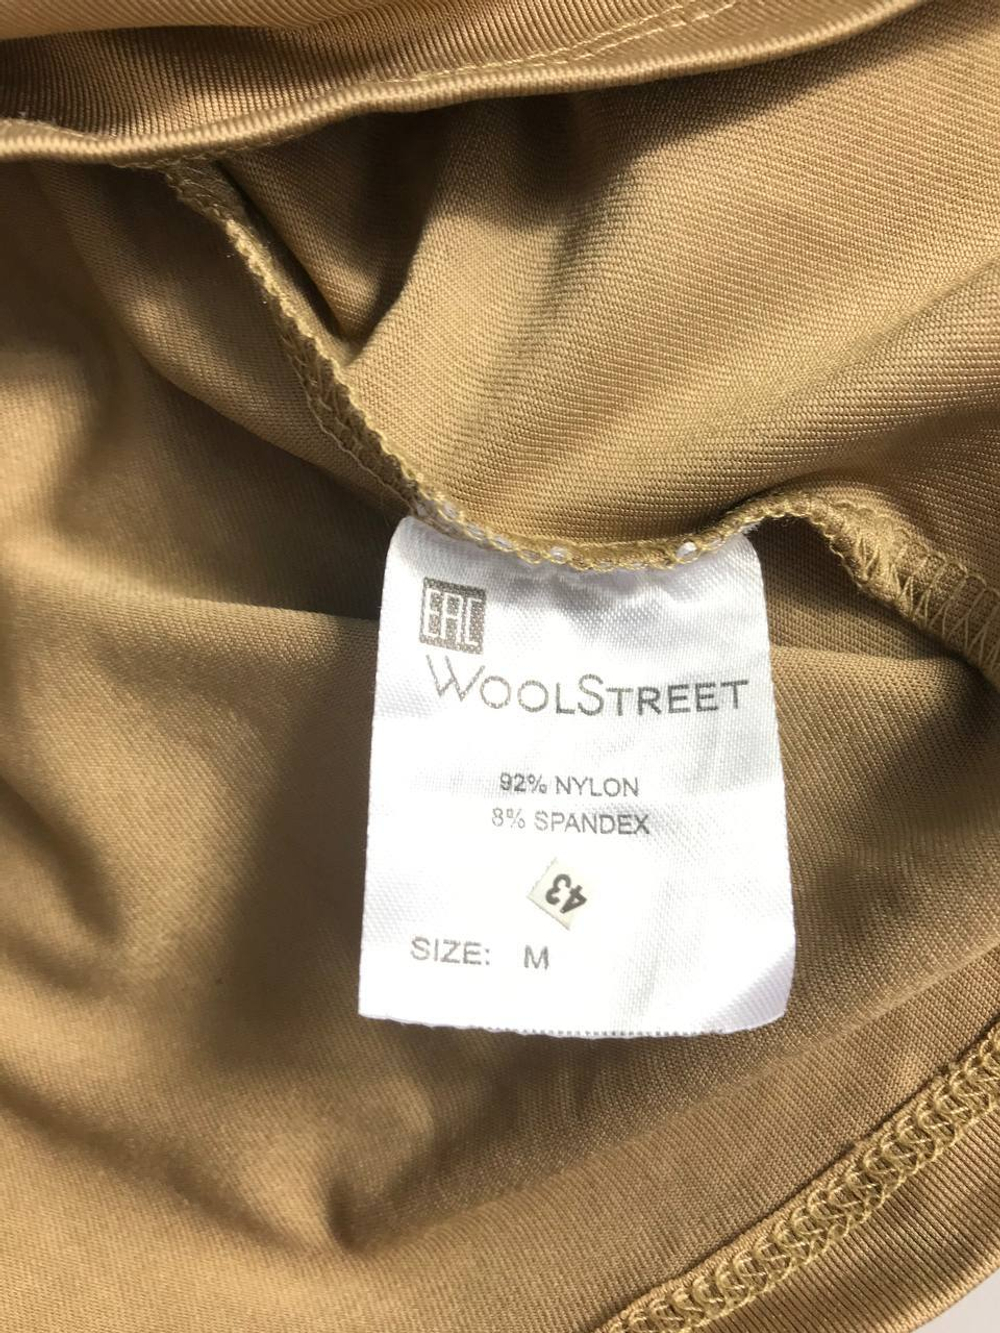 EAC
WOOLSTREET
92% NYLON
8% SPANDEX
43
SIZE: M